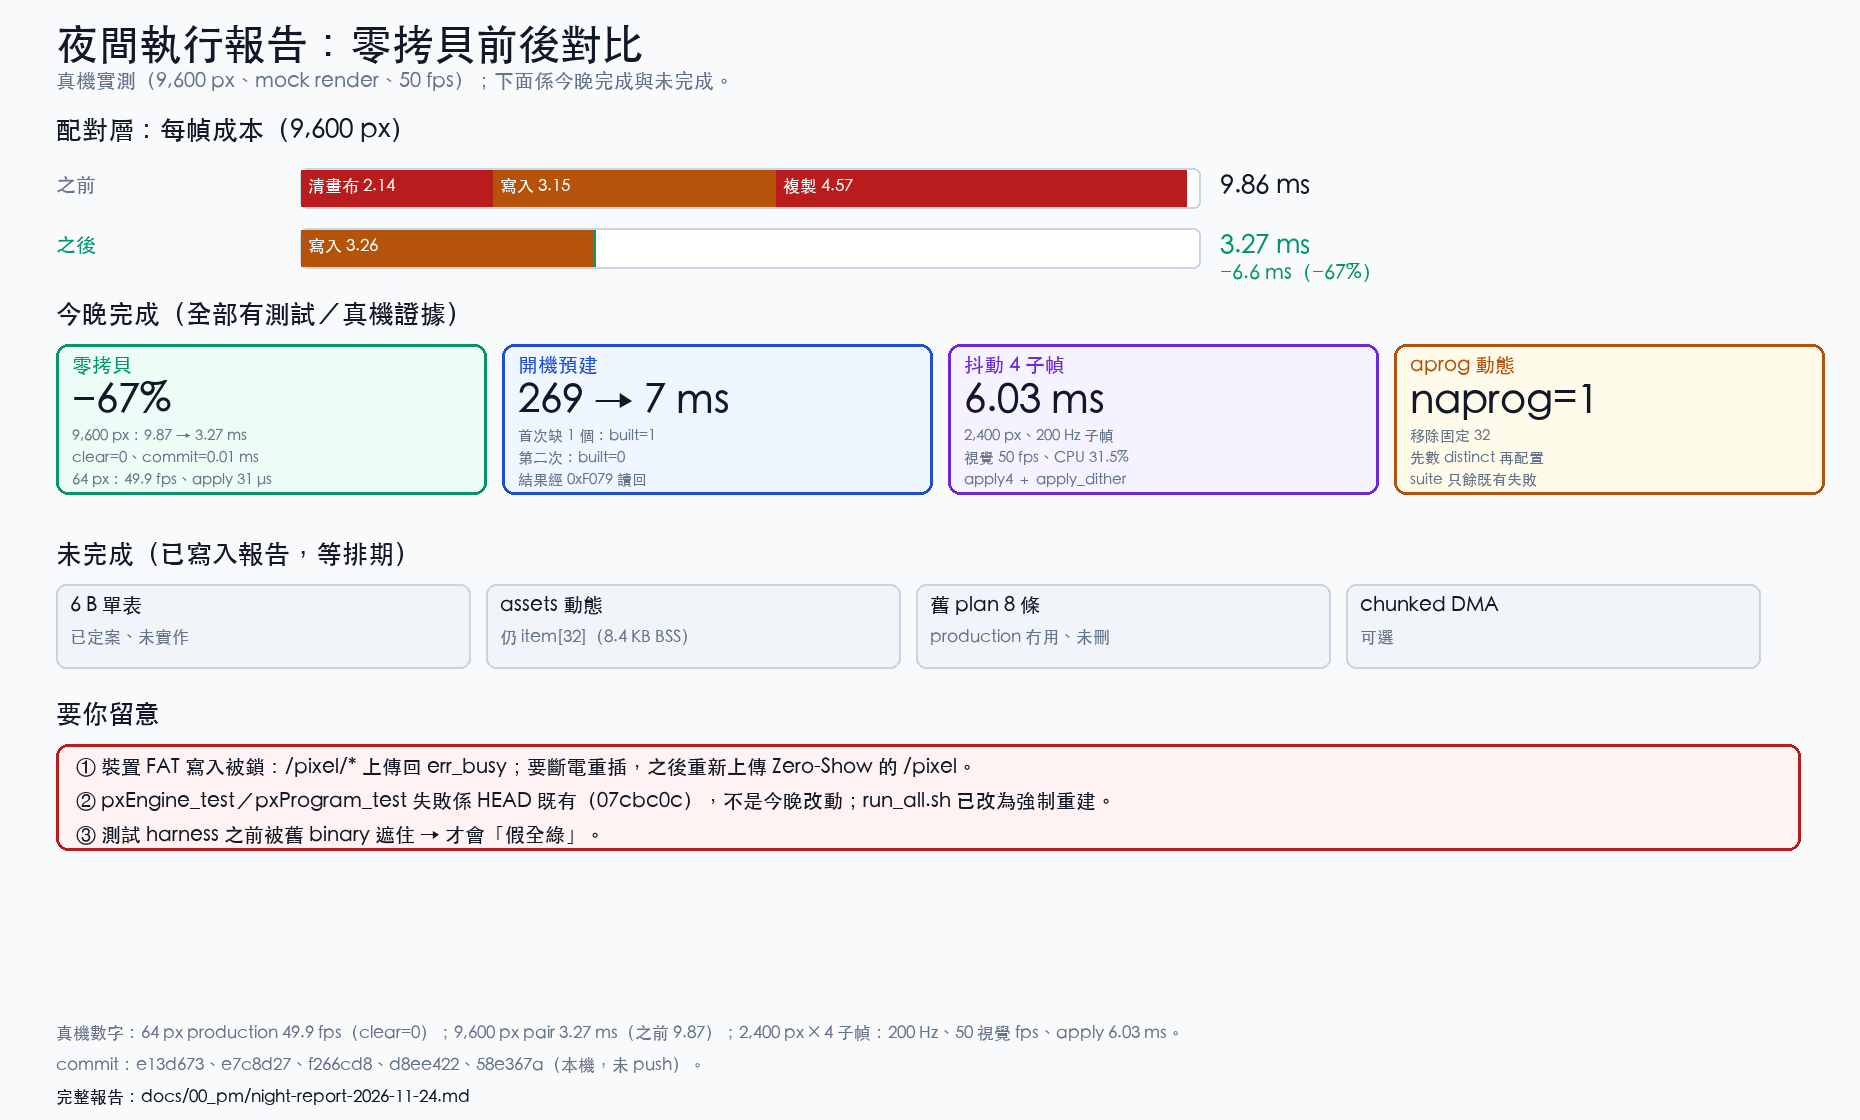 夜間執行報告：零拷貝前後對比
真機實測（9,600 px、mock render、50 fps）；下面係今晚完成與未完成。
配對層：每幀成本（9,600 px）
之前
清畫布 2.14
寫入 3.15
複製 4.57
9.86 ms
之後
寫入 3.26
3.27 ms
−6.6 ms（−67%）
今晚完成（全部有測試／真機證據）
零拷貝
−67%
9,600 px：9.87 → 3.27 ms
clear=0、commit=0.01 ms
64 px：49.9 fps、apply 31 µs
開機預建
269 → 7 ms
首次缺 1 個：built=1
第二次：built=0
結果經 0xF079 讀回
抖動 4 子幀
6.03 ms
2,400 px、200 Hz 子幀
視覺 50 fps、CPU 31.5%
apply4 + apply_dither
aprog 動態
naprog=1
移除固定 32
先數 distinct 再配置
suite 只餘既有失敗
未完成（已寫入報告，等排期）
6 B 單表
已定案、未實作
assets 動態
仍 item[32]（8.4 KB BSS）
舊 plan 8 條
production 冇用、未刪
chunked DMA
可選
要你留意
① 裝置 FAT 寫入被鎖：/pixel/* 上傳回 err_busy；要斷電重插，之後重新上傳 Zero-Show 的 /pixel。
② pxEngine_test／pxProgram_test 失敗係 HEAD 既有（07cbc0c），不是今晚改動；run_all.sh 已改為強制重建。
③ 測試 harness 之前被舊 binary 遮住 → 才會「假全綠」。
真機數字：64 px production 49.9 fps（clear=0）；9,600 px pair 3.27 ms（之前 9.87）；2,400 px × 4 子幀：200 Hz、50 視覺 fps、apply 6.03 ms。
commit：e13d673、e7c8d27、f266cd8、d8ee422、58e367a（本機，未 push）。
完整報告：docs/00_pm/night-report-2026-11-24.md